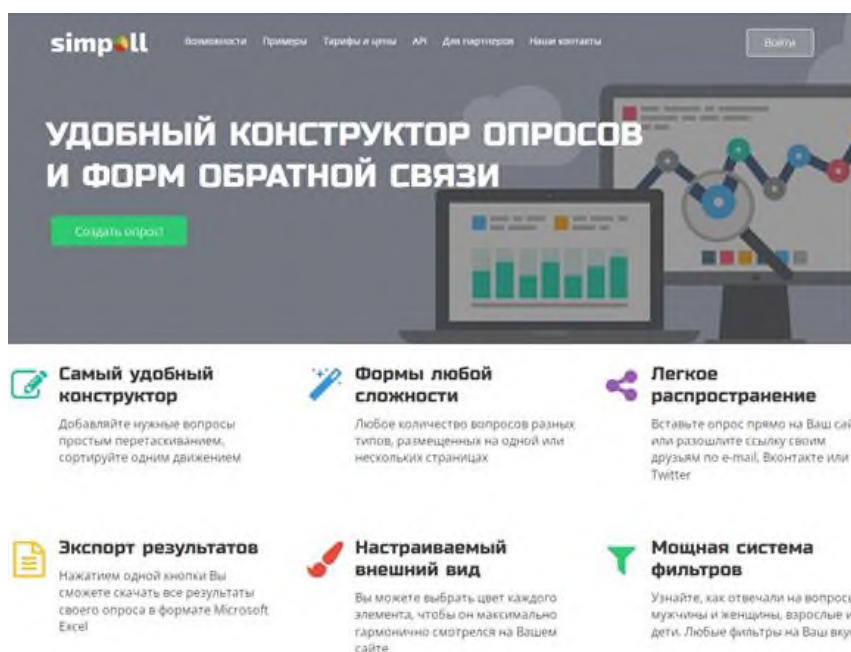 simpoll
Возможности Примеры Тарифы и цены API Для партнеров Наши контакты
Войти
УДОБНЫЙ КОНСТРУКТОР ОПРОСОВ
И ФОРМ ОБРАТНОЙ СВЯЗИ
Создать опрос!
Самый удобный
конструктор
Добавляйте нужные вопросы
простым перетаскиванием,
сортируйте одним движением
Формы любой
сложности
Любое количество вопросов разных
типов, размещенных на одной или
нескольких страницах
Легкое
распространение
Вставьте опрос прямо на Ваш сай
или разошлите ссылку своим
друзьям по e-mail, Вконтакте или
Twitter
Экспорт результатов
Нажатием одной кнопки Вы
сможете скачать все результаты
своего опроса в формате Microsoft
Excel
Настраиваемый
внешний вид
Вы можете выбрать цвет каждого
элемента, чтобы он максимально
гармонично смотрелся на Вашем
сайте
Мощная система
фильтров
Узнайте, как отвечали на вопросы
мужчины и женщины, взрослые и
дети. Любые фильтры на Ваш вкус